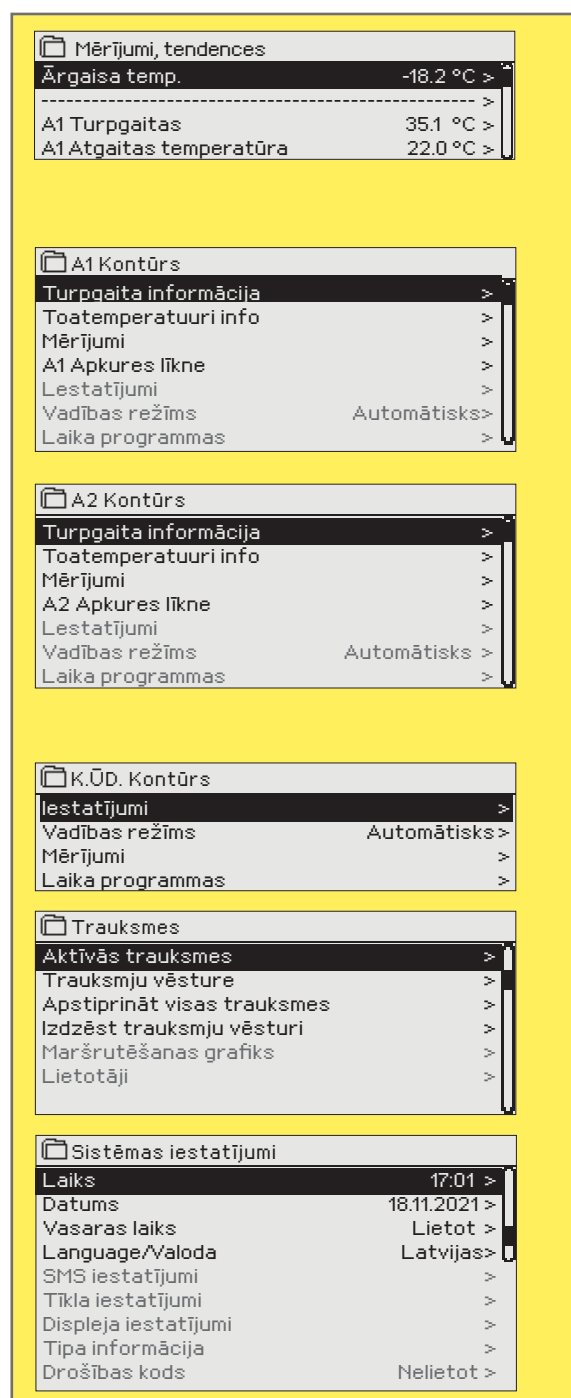 Mērījumi, tendences
Ārgaisa temp. -18.2 °C >
----------------------------------------------------- >
A1 Turpgaitas 35.1 °C >
A1 Atgaitas temperatūra 22.0 °C >
A1 Kontūrs
Turpgaita informācija >
Toatemperatuuri info >
Mērījumi >
A1 Apkures līkne >
Lestatījumi >
Vadības režīms Automātisks>
Laika programmas >
A2 Kontūrs
Turpgaita informācija >
Toatemperatuuri info >
Mērījumi >
A2 Apkures līkne >
Lestatījumi >
Vadības režīms Automātisks >
Laika programmas >
K.ŪD. Kontūrs
Iestatījumi >
Vadības režīms Automātisks >
Mērījumi >
Laika programmas >
Trauksmes
Aktīvās trauksmes >
Trauksmju vēsture >
Apstiprināt visas trauksmes >
Izdzēst trauksmju vēsturi >
Maršrutēšanas grafiks >
Lietotāji >
Sistēmas iestatījumi
Laiks 17:01 >
Datums 18.11.2021 >
Vasaras laiks Lietot >
Language/Valoda Latvijas>
SMS iestatījumi >
Tīkla iestatījumi >
Displeja iestatījumi >
Tipa informācija >
Drošības kods Nelietot >